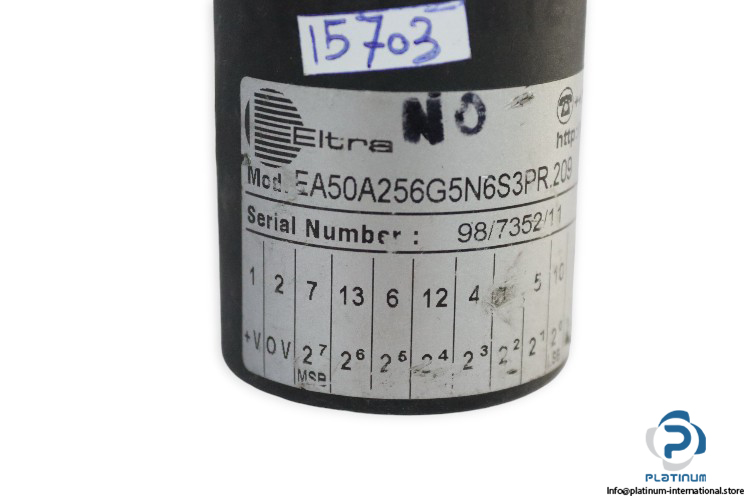 15703
Eltra
NO
http:
Mod. EA50A256G5N6S3PR.209
Serial Number : 98/7352/11
1 2 7 13 6 12 4 5 10
+V 0V 2⁷ 2⁶ 2⁵ 2⁴ 2³ 2² 2¹ 2⁰
MSB
PLATINUM
Info@platinum-international.store